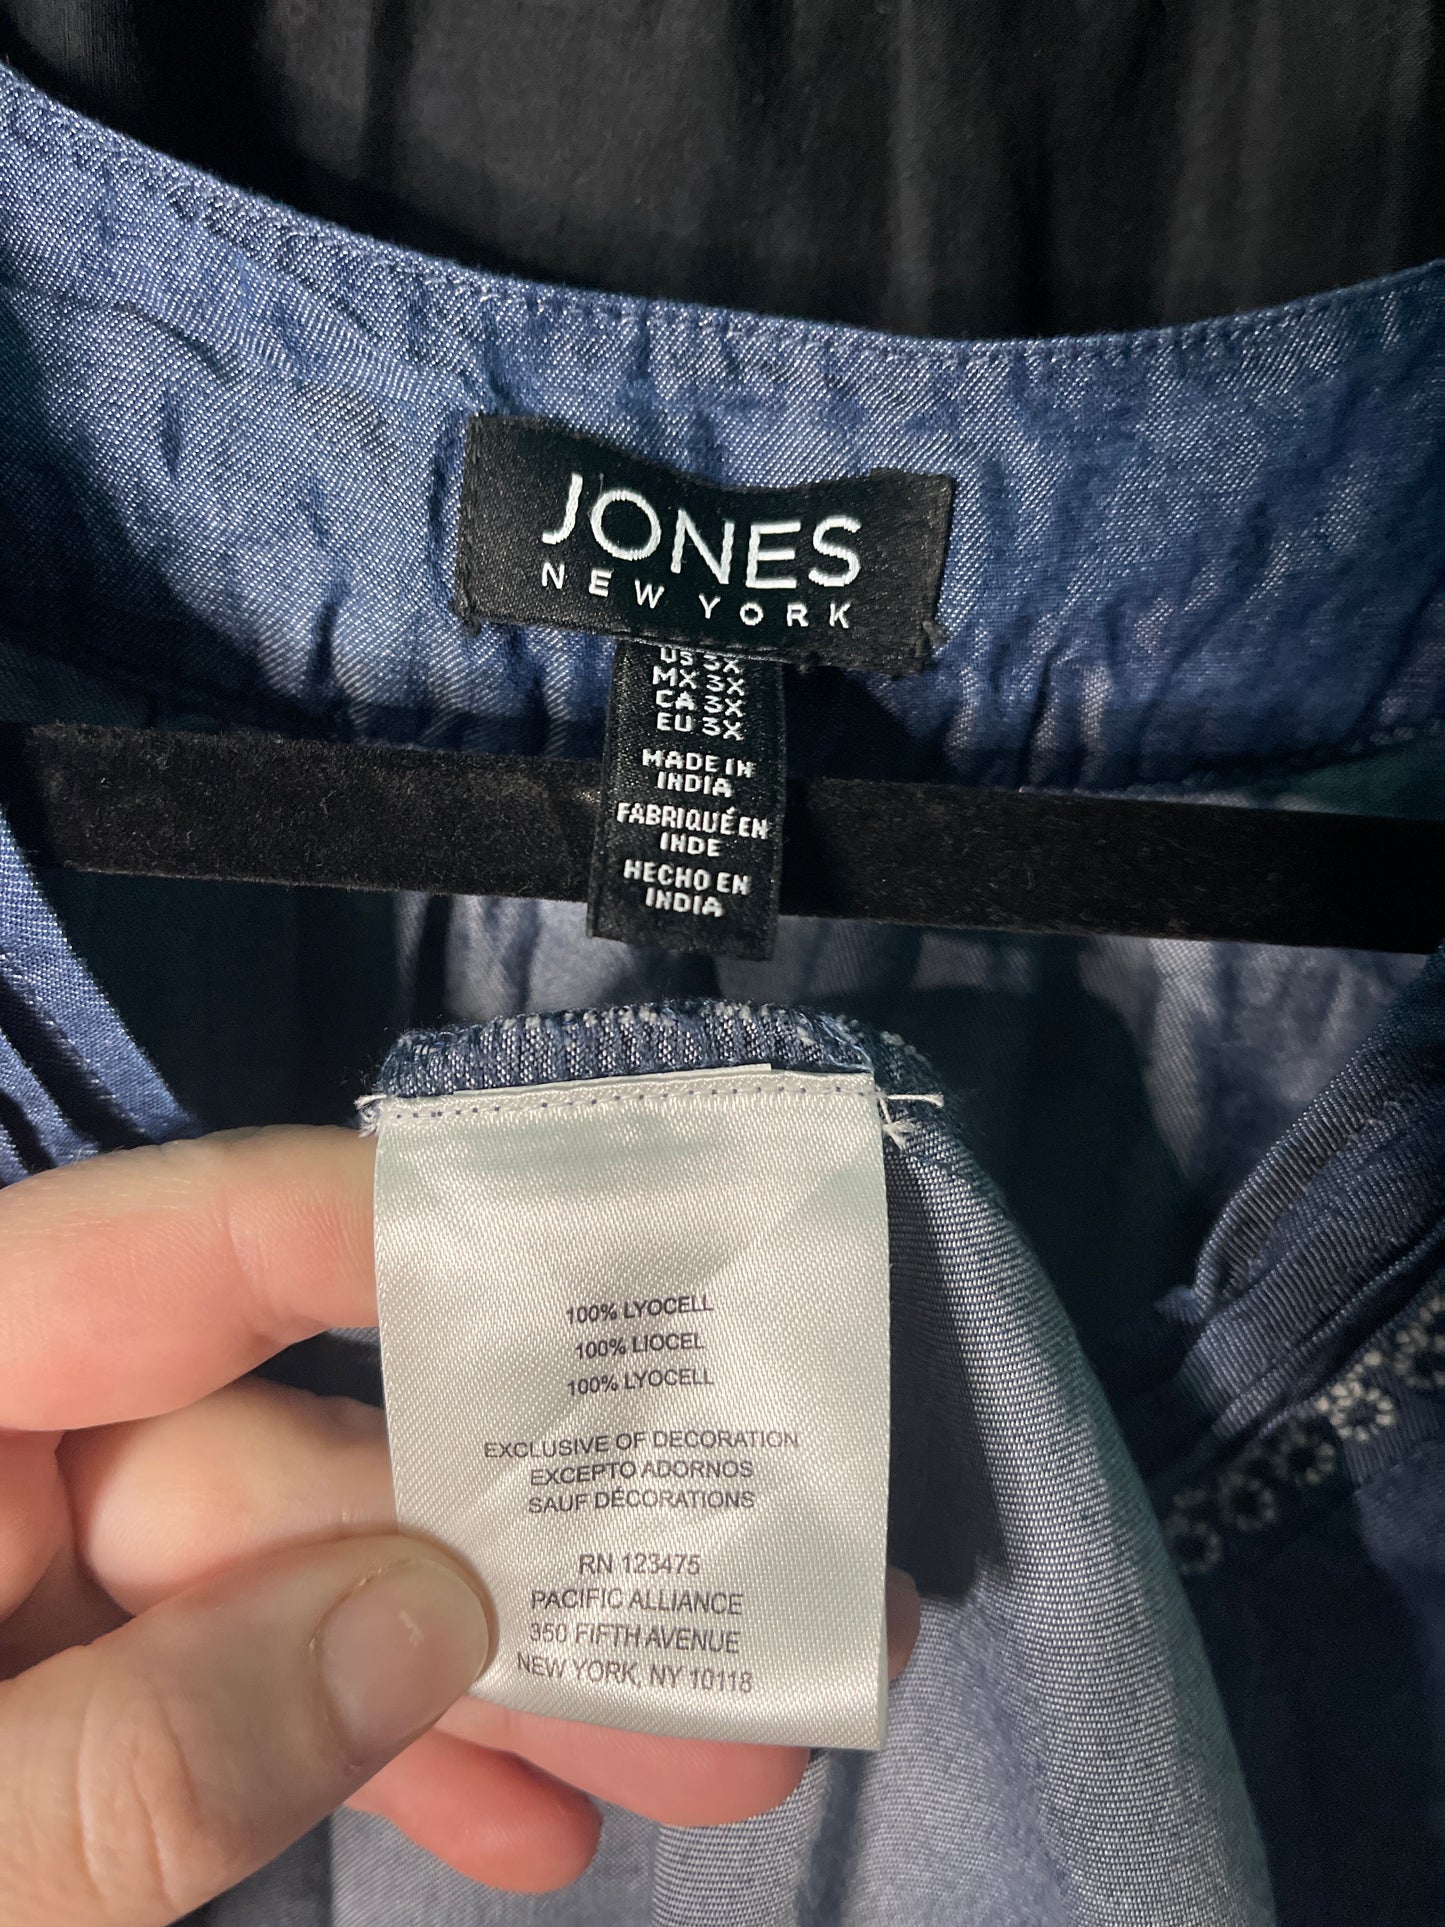 JONES
NEW YORK
US 3X
MX 3X
CA 3X
EU 3X
MADE IN
INDIA
FABRIQUÉ EN
INDE
HECHO EN
INDIA
100% LYOCELL
100% LIOCEL
100% LYOCELL
EXCLUSIVE OF DECORATION
EXCEPTO ADORNOS
SAUF DÉCORATIONS
RN 123475
PACIFIC ALLIANCE
350 FIFTH AVENUE
NEW YORK, NY 10118